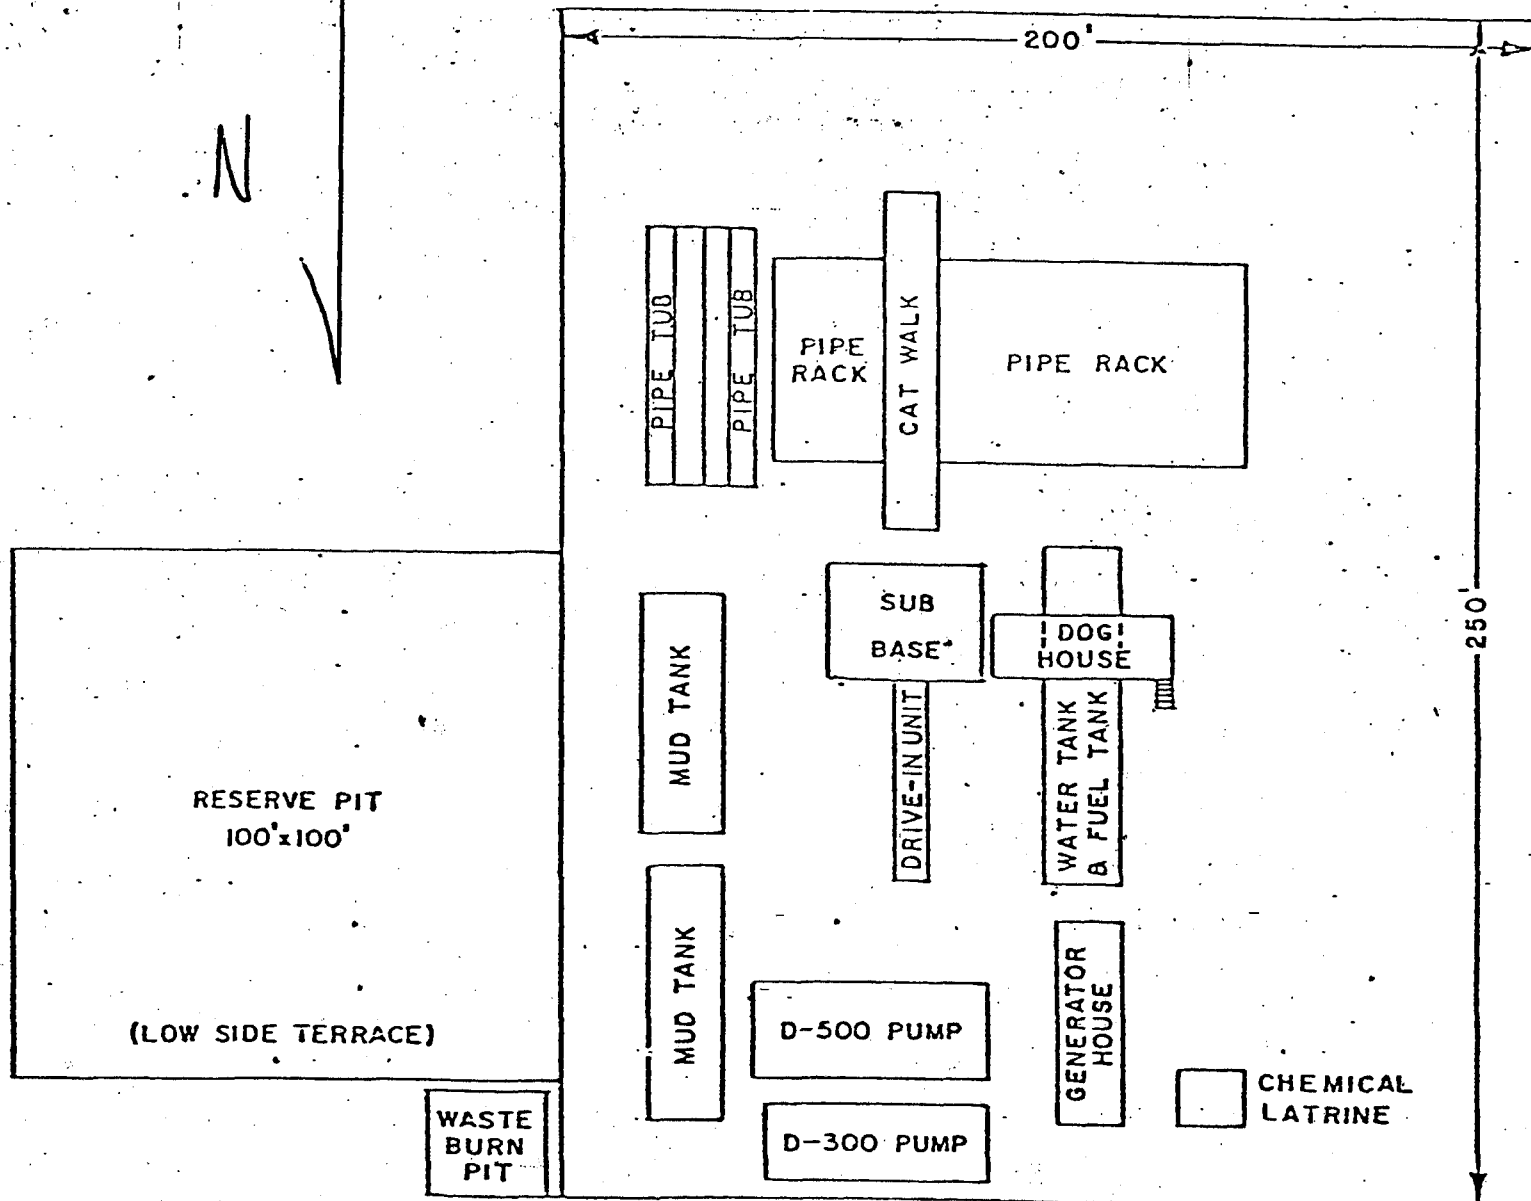 200'
N
PIPE TUB
PIPE TUB
PIPE
RACK
CAT WALK
PIPE RACK
250'
SUB
BASE
DOG
HOUSE
MUD TANK
DRIVE-IN UNIT
WATER TANK
& FUEL TANK
RESERVE PIT
100'x100'
(LOW SIDE TERRACE)
MUD TANK
D-500 PUMP
GENERATOR
HOUSE
CHEMICAL
LATRINE
WASTE
BURN
PIT
D-300 PUMP